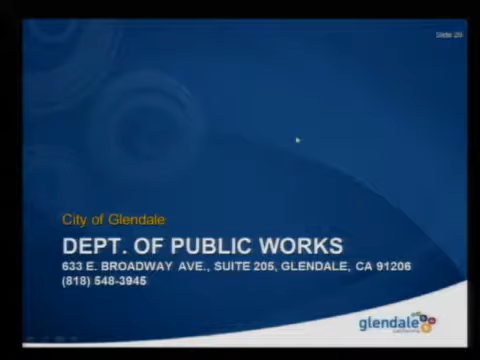 Slide 28
City of Glendale
DEPT. OF PUBLIC WORKS
633 E. BROADWAY AVE., SUITE 205, GLENDALE, CA 91206
(818) 548-3945
glendale